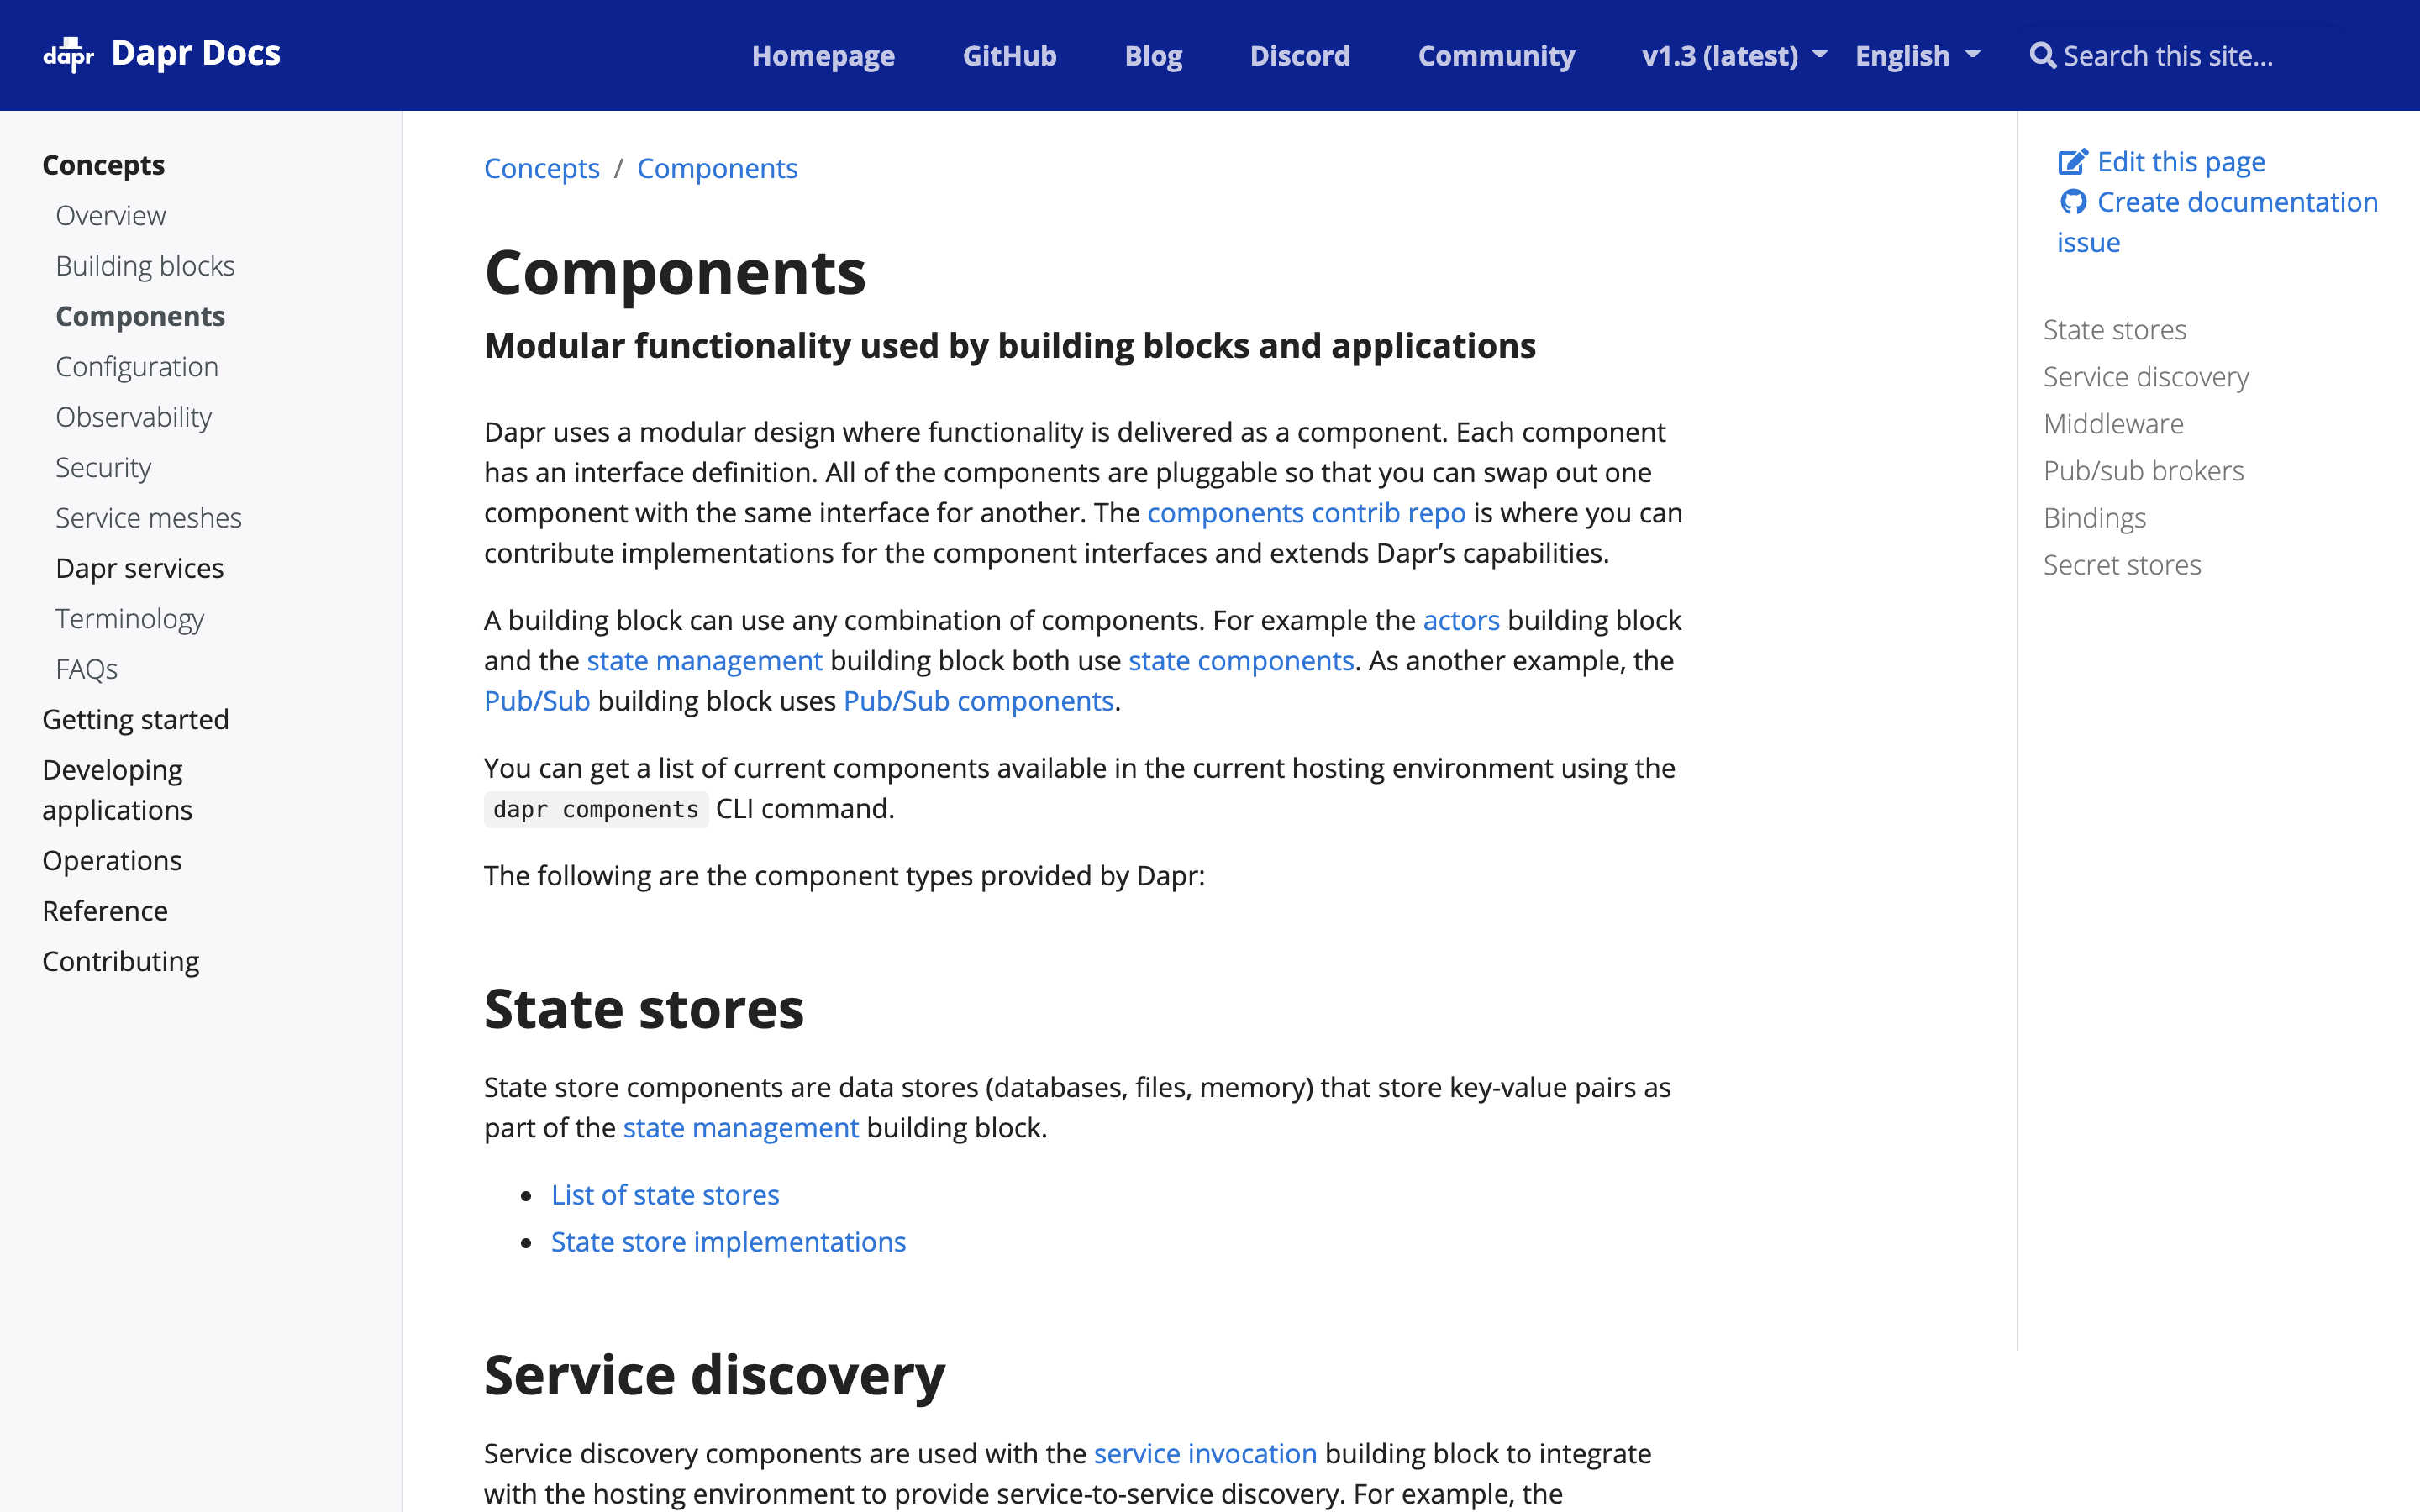 dapr Dapr Docs
Homepage GitHub Blog Discord Community v1.3 (latest) English Search this site...
Concepts
Overview
Building blocks
Components
Configuration
Observability
Security
Service meshes
Dapr services
Terminology
FAQs
Getting started
Developing
applications
Operations
Reference
Contributing
Concepts / Components
Components
Modular functionality used by building blocks and applications
Dapr uses a modular design where functionality is delivered as a component. Each component
has an interface definition. All of the components are pluggable so that you can swap out one
component with the same interface for another. The components contrib repo is where you can
contribute implementations for the component interfaces and extends Dapr’s capabilities.
A building block can use any combination of components. For example the actors building block
and the state management building block both use state components. As another example, the
Pub/Sub building block uses Pub/Sub components.
You can get a list of current components available in the current hosting environment using the
dapr components CLI command.
The following are the component types provided by Dapr:
State stores
State store components are data stores (databases, files, memory) that store key-value pairs as
part of the state management building block.
• List of state stores
• State store implementations
Service discovery
Service discovery components are used with the service invocation building block to integrate
with the hosting environment to provide service-to-service discovery. For example, the
Edit this page
Create documentation
issue
State stores
Service discovery
Middleware
Pub/sub brokers
Bindings
Secret stores